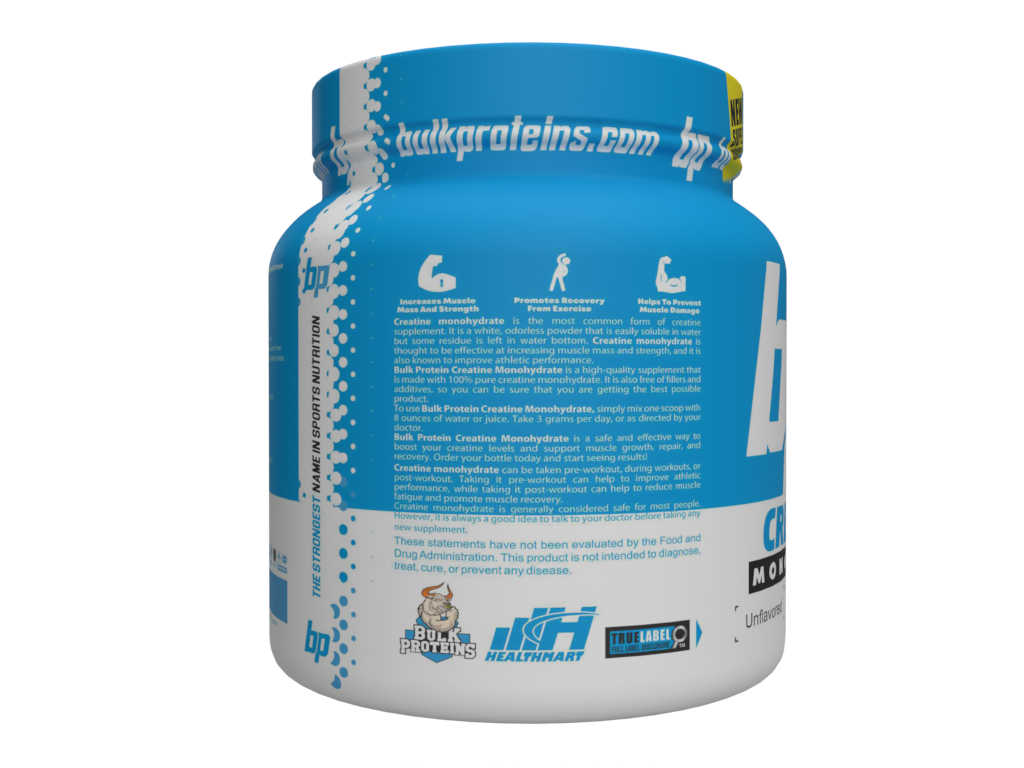 bulkproteins.com
bp
NEW
bp
Increases Muscle
Mass And Strength
Promotes Recovery
From Exercise
Helps To Prevent
Muscle Damage
Creatine monohydrate is the most common form of creatine
supplement. It is a white, odorless powder that is easily soluble in water
but some residue is left in water bottom. Creatine monohydrate is
thought to be effective at increasing muscle mass and strength, and it is
also known to improve athletic performance.
Bulk Protein Creatine Monohydrate is a high-quality supplement that
is made with 100% pure creatine monohydrate. It is also free of fillers and
additives, so you can be sure that you are getting the best possible
product.
To use Bulk Protein Creatine Monohydrate, simply mix one scoop with
8 ounces of water or juice. Take 3 grams per day, or as directed by your
doctor.
Bulk Protein Creatine Monohydrate is a safe and effective way to
boost your creatine levels and support muscle growth, repair, and
recovery. Order your bottle today and start seeing results!
Creatine monohydrate can be taken pre-workout, during workouts, or
post-workout. Taking it pre-workout can help to improve athletic
performance, while taking it post-workout can help to reduce muscle
fatigue and promote muscle recovery.
Creatine monohydrate is generally considered safe for most people.
However, it is always a good idea to talk to your doctor before taking any
new supplement.
These statements have not been evaluated by the Food and
Drug Administration. This product is not intended to diagnose,
treat, cure, or prevent any disease.
THE STRONGEST NAME IN SPORTS NUTRITION
bp
BULK
PROTEINS
HEALTHMART
TRUELABEL
FULL LABEL DISCLOSURE
TM
CRE
MONO
Unflavored